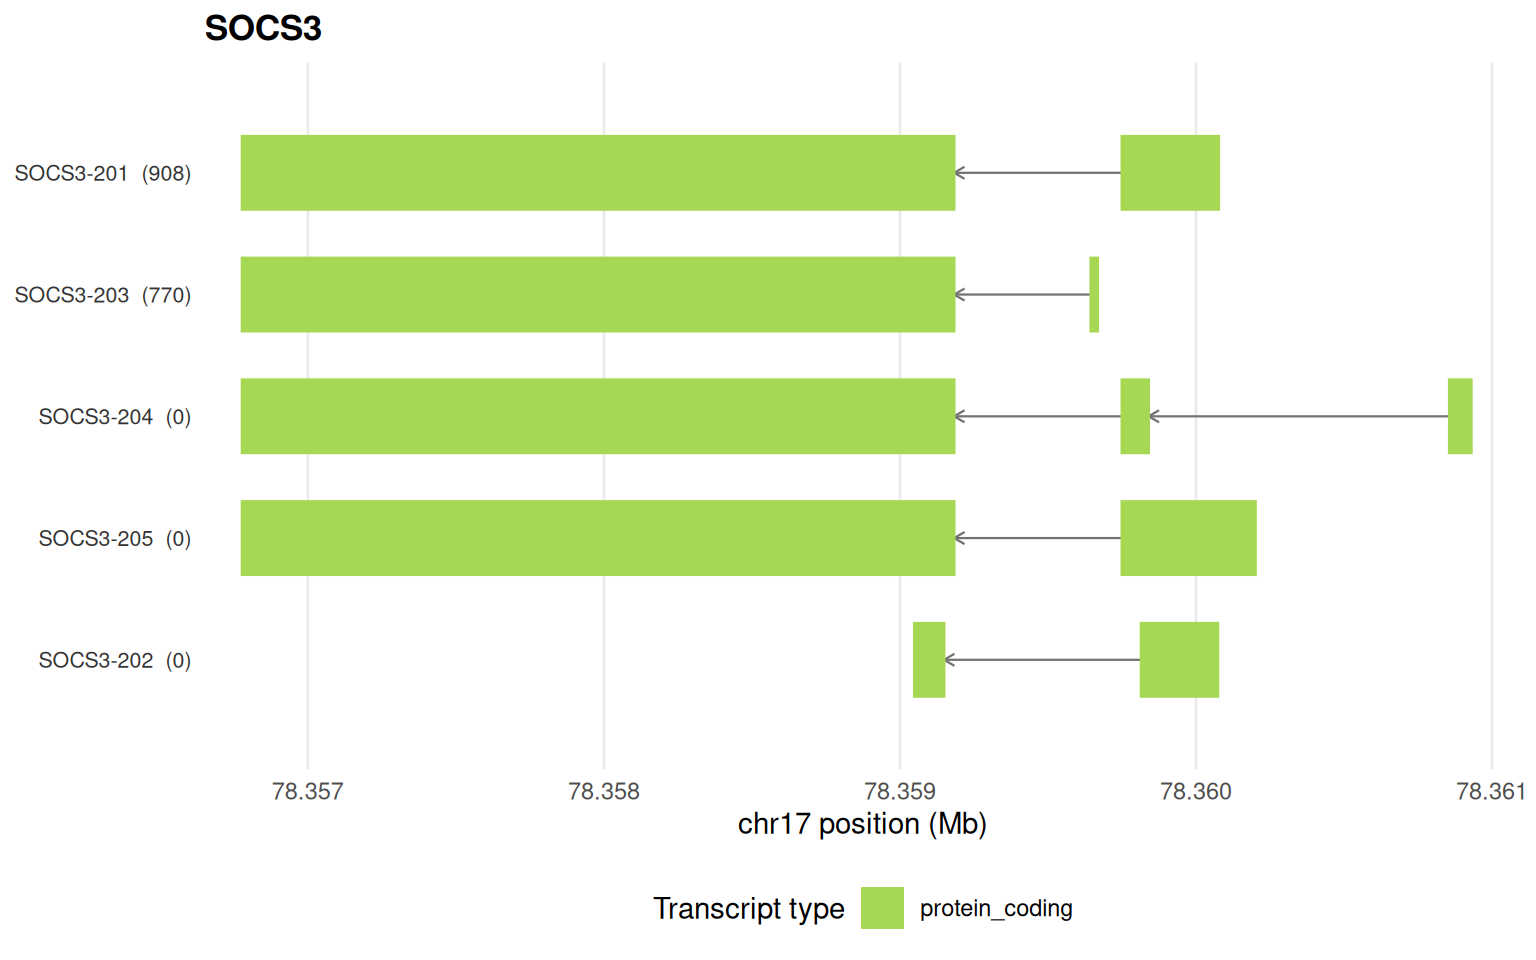 SOCS3
SOCS3-201 (908)
SOCS3-203 (770)
SOCS3-204 (0)
SOCS3-205 (0)
SOCS3-202 (0)
78.357 78.358 78.359 78.360 78.361
chr17 position (Mb)
Transcript type protein_coding